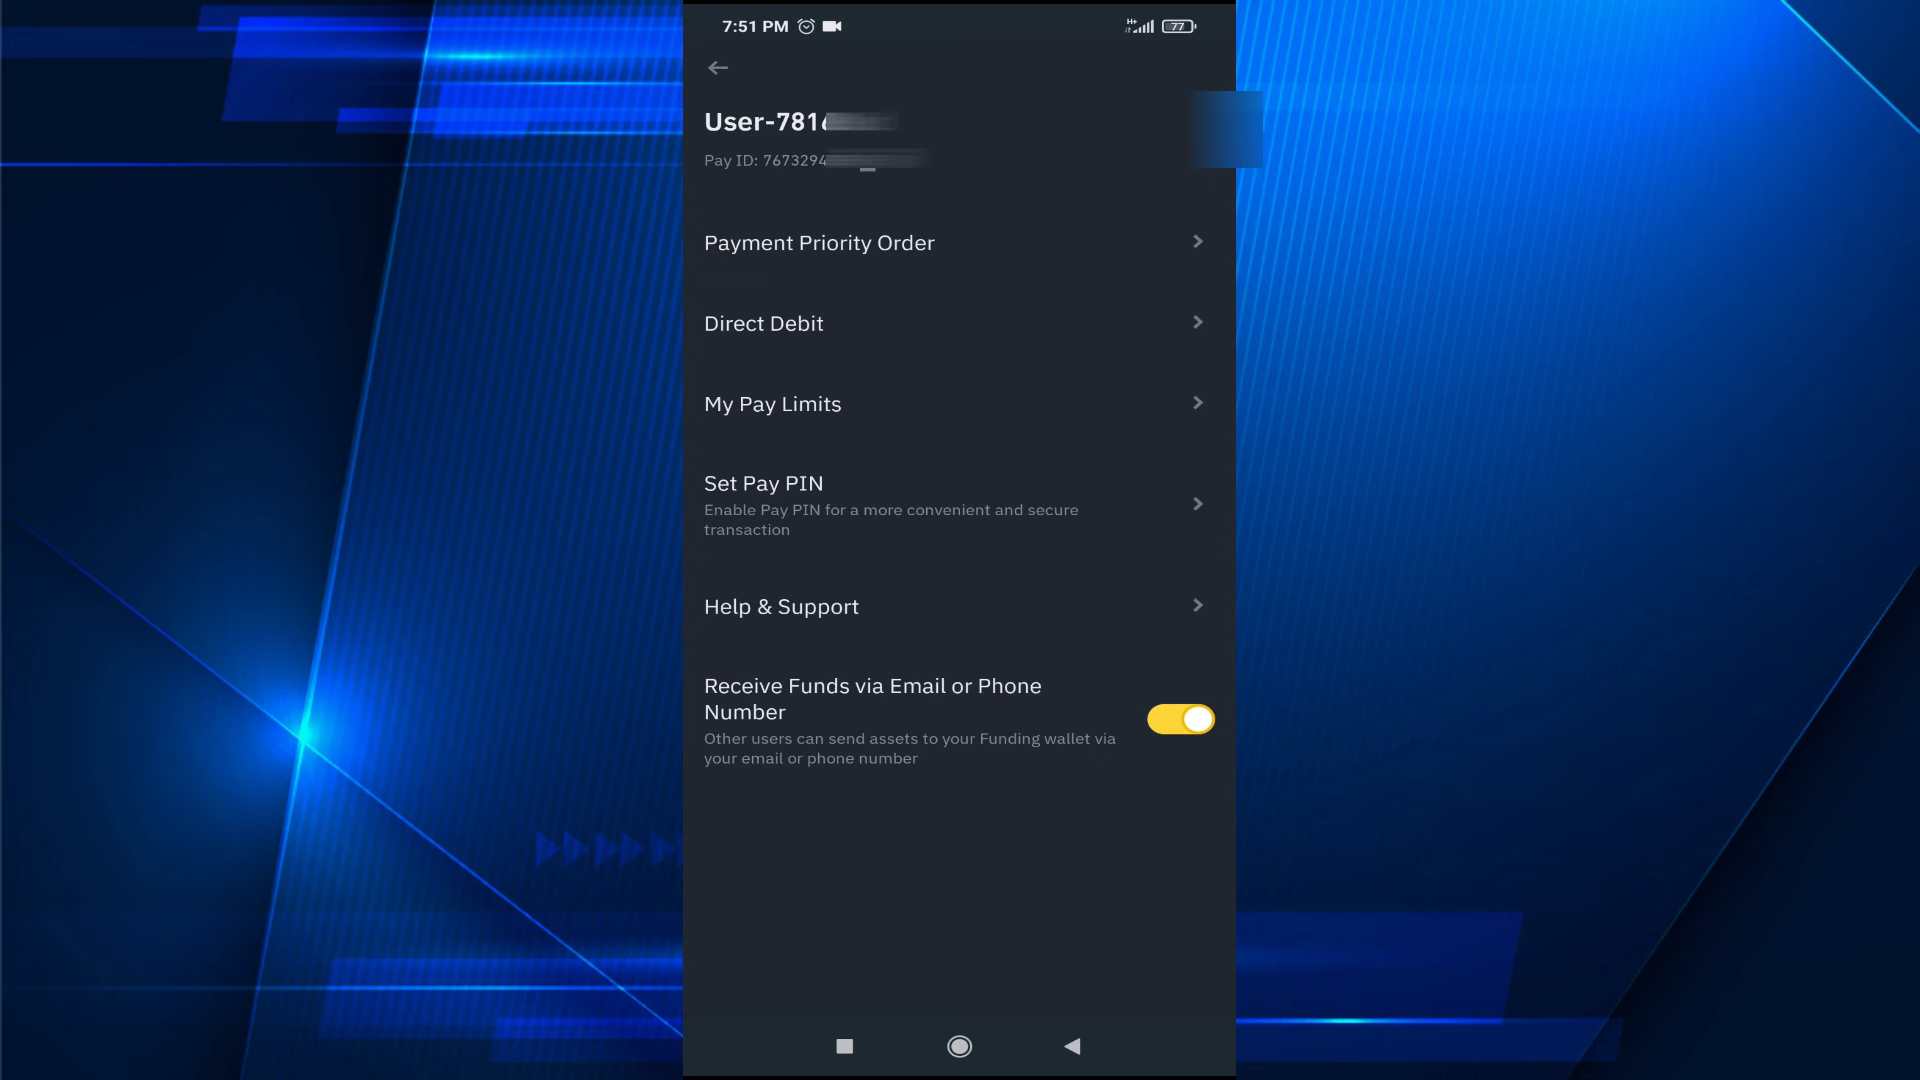 7:51 PM
H+
77
User-781
Pay ID: 7673294
Payment Priority Order
Direct Debit
My Pay Limits
Set Pay PIN
Enable Pay PIN for a more convenient and secure
transaction
Help & Support
Receive Funds via Email or Phone
Number
Other users can send assets to your Funding wallet via
your email or phone number